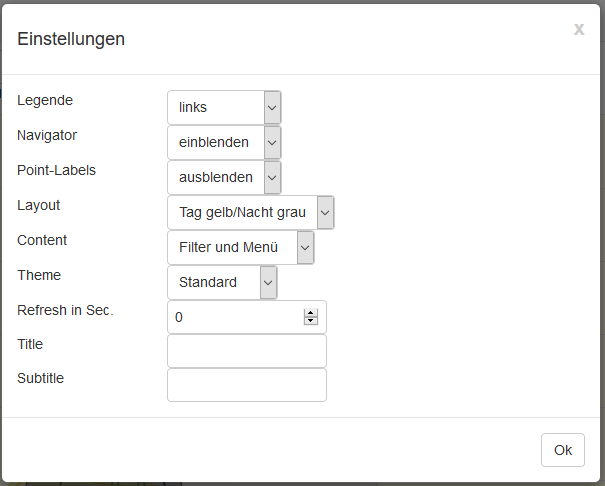 Einstellungen
x
Legende links
Navigator einblenden
Point-Labels ausblenden
Layout Tag gelb/Nacht grau
Content Filter und Menü
Theme Standard
Refresh in Sec. 0
Title
Subtitle
Ok